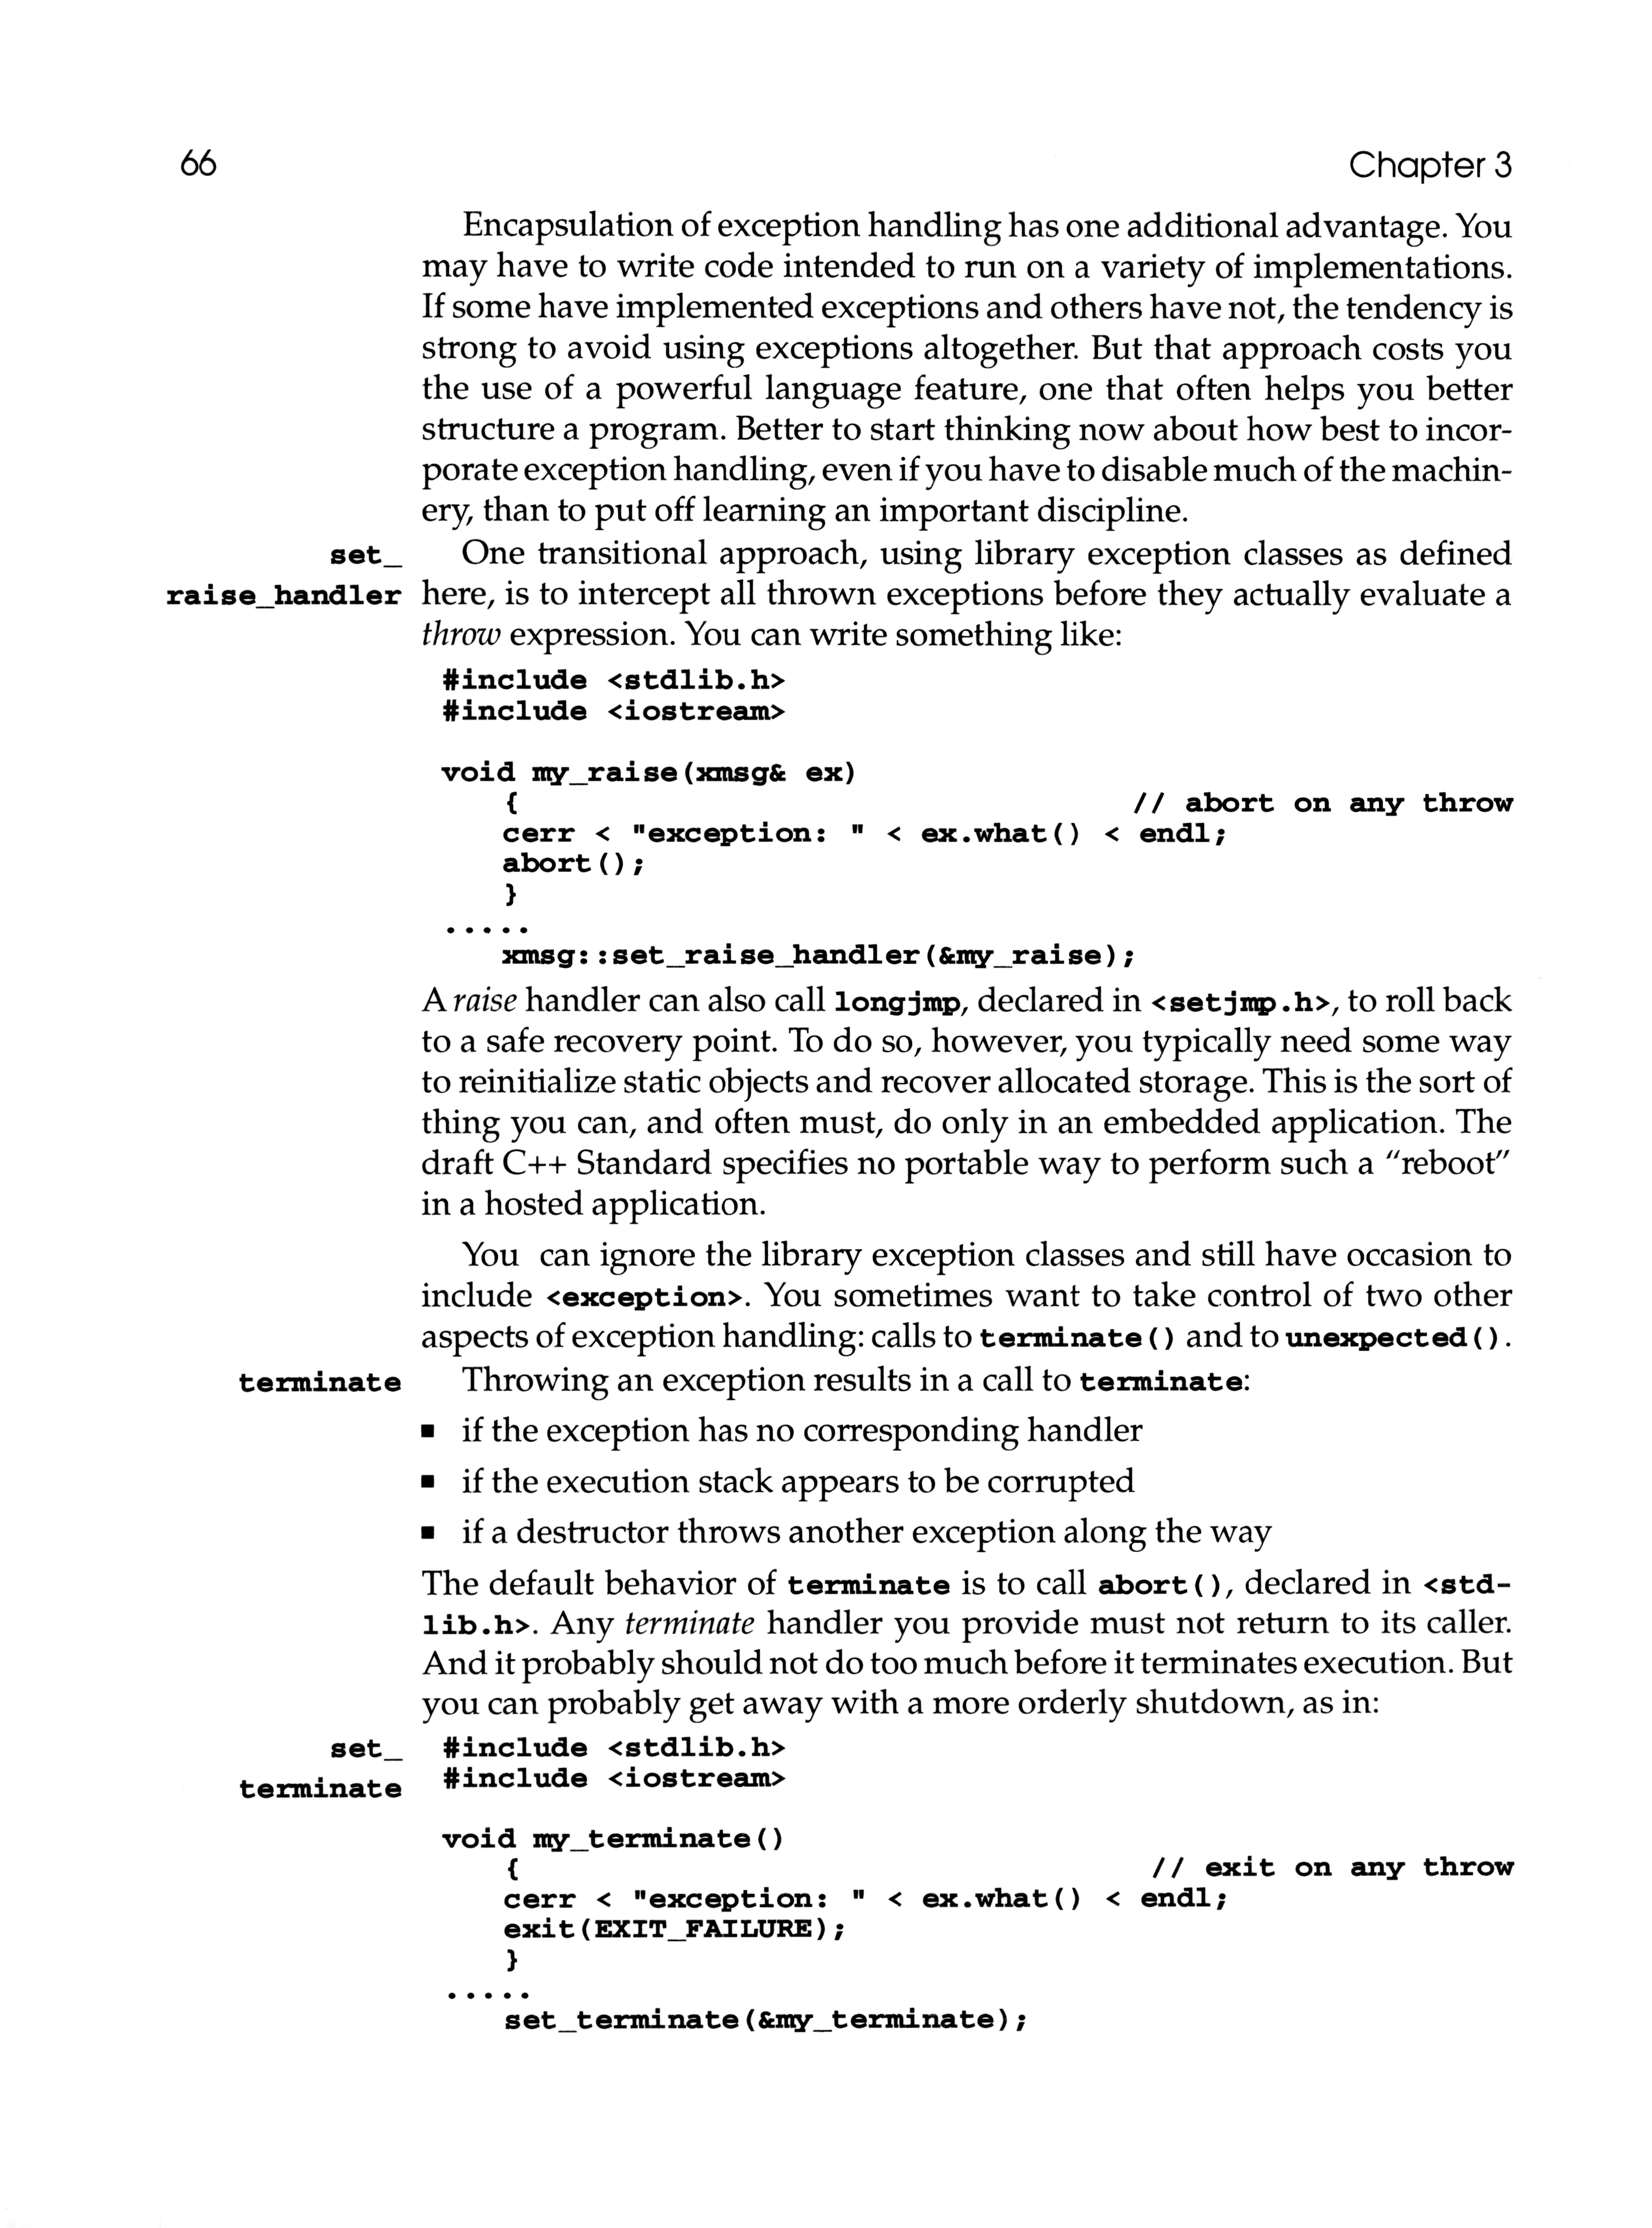 66 Chapter 3
Encapsulation of exception handling has one additional advantage. You
may have to write code intended to run on a variety of implementations.
If some have implemented exceptions and others have not, the tendency is
strong to avoid using exceptions altogether. But that approach costs you
the use of a powerful language feature, one that often helps you better
structure a program. Better to start thinking now about how best to incor-
porate exception handling, even if you have to disable much of the machin-
ery, than to put off learning an important discipline.
set_ One transitional approach, using library exception classes as defined
raise_handler here, is to intercept all thrown exceptions before they actually evaluate a
throw expression. You can write something like:
#include <stdlib.h>
#include <iostream>
void my_raise(xmsg& ex)
{ // abort on any throw
cerr < "exception: " < ex.what() < endl;
abort();
}
.....
xmsg::set_raise_handler(&my_raise);
A raise handler can also call longjmp, declared in <setjmp.h>, to roll back
to a safe recovery point. To do so, however, you typically need some way
to reinitialize static objects and recover allocated storage. This is the sort of
thing you can, and often must, do only in an embedded application. The
draft C++ Standard specifies no portable way to perform such a "reboot"
in a hosted application.
You can ignore the library exception classes and still have occasion to
include <exception>. You sometimes want to take control of two other
aspects of exception handling: calls to terminate() and to unexpected().
terminate Throwing an exception results in a call to terminate:
■ if the exception has no corresponding handler
■ if the execution stack appears to be corrupted
■ if a destructor throws another exception along the way
The default behavior of terminate is to call abort(), declared in <std-
lib.h>. Any terminate handler you provide must not return to its caller.
And it probably should not do too much before it terminates execution. But
you can probably get away with a more orderly shutdown, as in:
set_ #include <stdlib.h>
terminate #include <iostream>
void my_terminate()
{ // exit on any throw
cerr < "exception: " < ex.what() < endl;
exit(EXIT_FAILURE);
}
.....
set_terminate(&my_terminate);